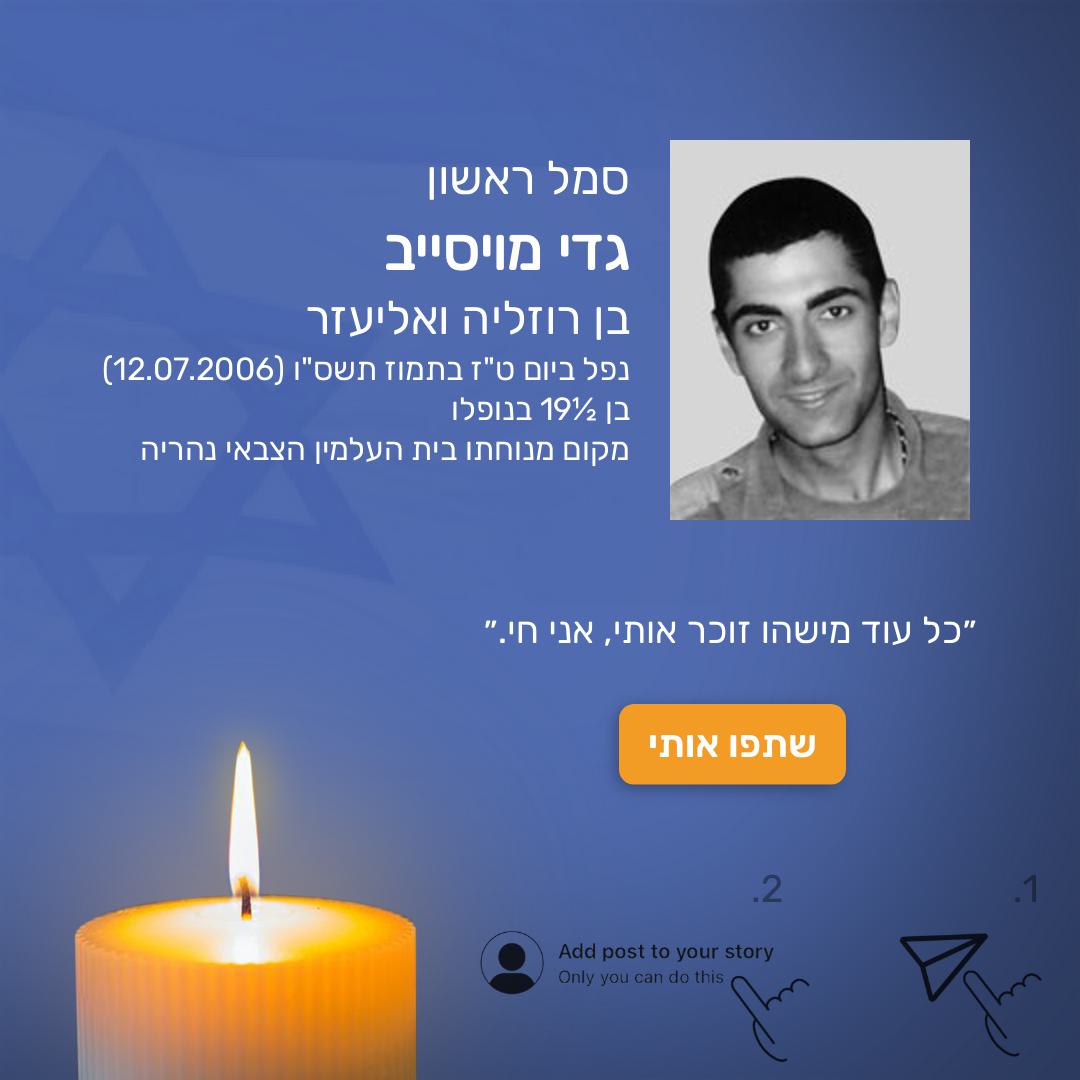 סמל ראשון
גדי מויסייב
בן רוזליה ואליעזר
נפל ביום ט"ז בתמוז תשס"ו (12.07.2006)
בן 19½ בנופלו
מקום מנוחתו בית העלמין הצבאי נהריה
״כל עוד מישהו זוכר אותי, אני חי.״
שתפו אותי
1.
2.
Add post to your story
Only you can do this